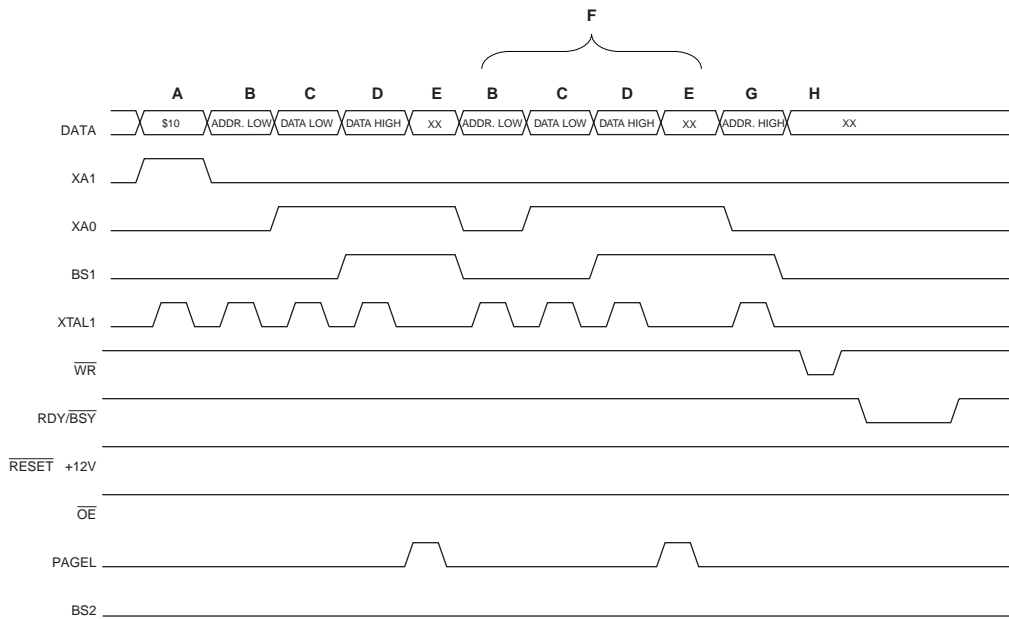 F
A B C D E B C D E G H
DATA $10 ADDR. LOW DATA LOW DATA HIGH XX ADDR. LOW DATA LOW DATA HIGH XX ADDR. HIGH XX
XA1
XA0
BS1
XTAL1
WR
RDY/BSY
RESET +12V
OE
PAGEL
BS2